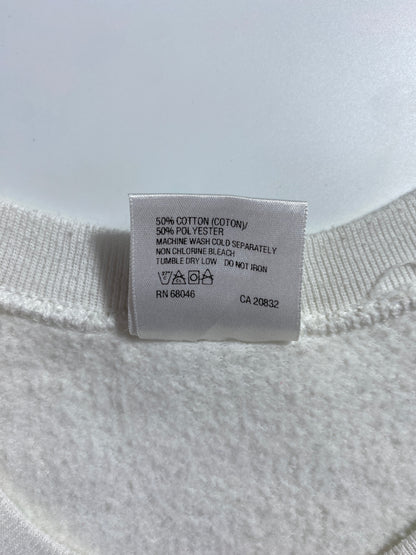 50% COTTON (COTON)/
50% POLYESTER
MACHINE WASH COLD SEPARATELY
NON CHLORINE BLEACH
TUMBLE DRY LOW DO NOT IRON
RN 68046 CA 20832